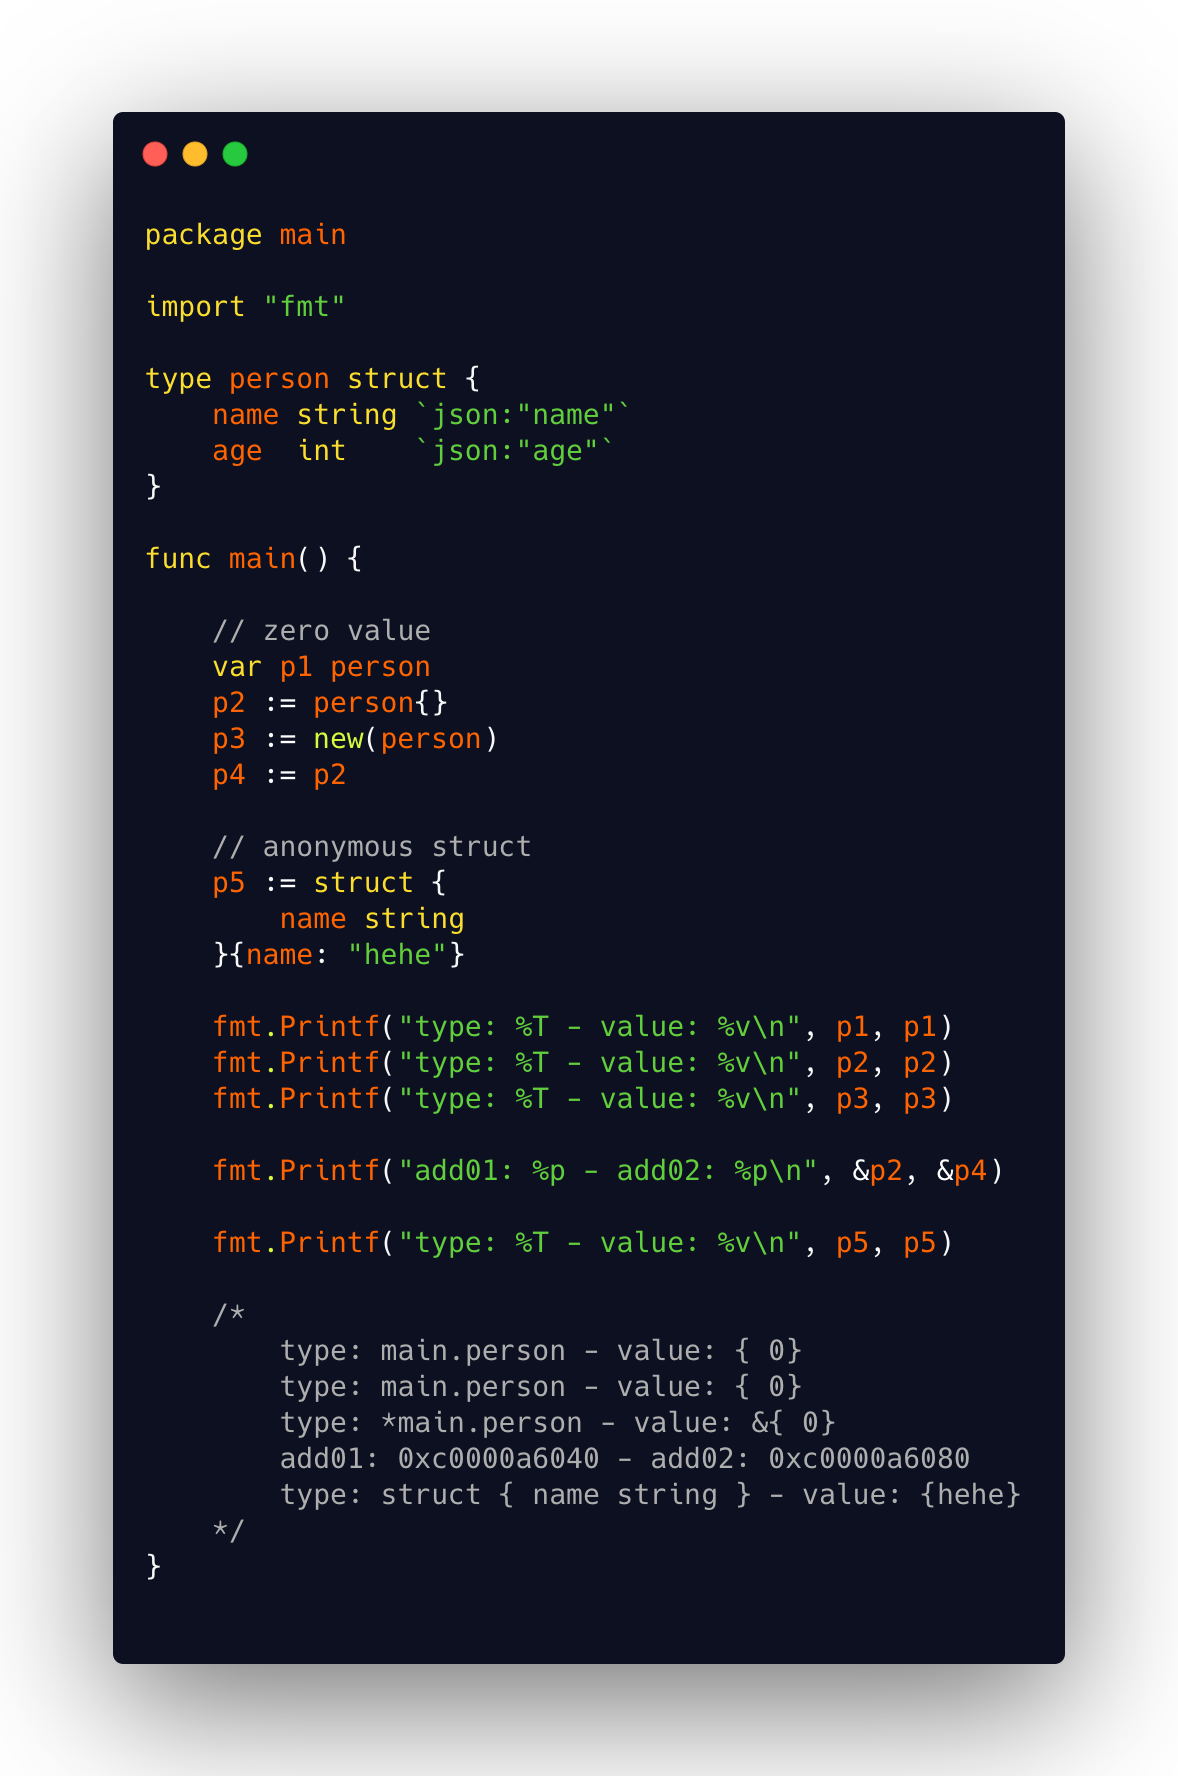 package main

import "fmt"

type person struct {
    name string `json:"name"`
    age  int    `json:"age"`
}

func main() {

    // zero value
    var p1 person
    p2 := person{}
    p3 := new(person)
    p4 := p2

    // anonymous struct
    p5 := struct {
        name string
    }{name: "hehe"}

    fmt.Printf("type: %T - value: %v\n", p1, p1)
    fmt.Printf("type: %T - value: %v\n", p2, p2)
    fmt.Printf("type: %T - value: %v\n", p3, p3)

    fmt.Printf("add01: %p - add02: %p\n", &p2, &p4)

    fmt.Printf("type: %T - value: %v\n", p5, p5)

    /*
        type: main.person - value: { 0}
        type: main.person - value: { 0}
        type: *main.person - value: &{ 0}
        add01: 0xc0000a6040 - add02: 0xc0000a6080
        type: struct { name string } - value: {hehe}
    */
}